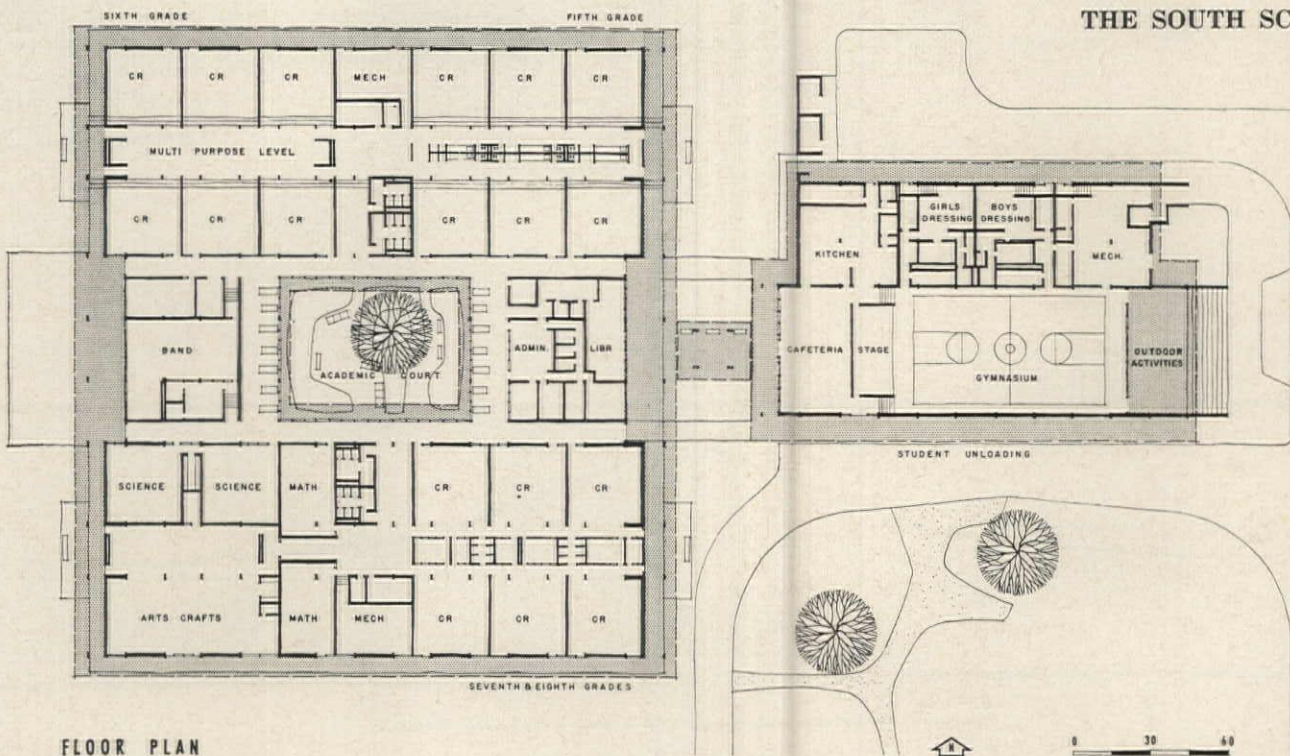 THE SOUTH SC
SIXTH GRADE
FIFTH GRADE
CR
CR
CR
MECH
CR
CR
CR
MULTI PURPOSE LEVEL
CR
CR
CR
CR
CR
CR
GIRLS DRESSING
BOYS DRESSING
KITCHEN
MECH.
BAND
ACADEMIC COURT
ADMIN.
LIBR
CAFETERIA
STAGE
GYMNASIUM
OUTDOOR ACTIVITIES
STUDENT UNLOADING
SCIENCE
SCIENCE
MATH
CR
CR
CR
ARTS CRAFTS
MATH
MECH
CR
CR
CR
SEVENTH & EIGHTH GRADES
FLOOR PLAN
N
0 30 60